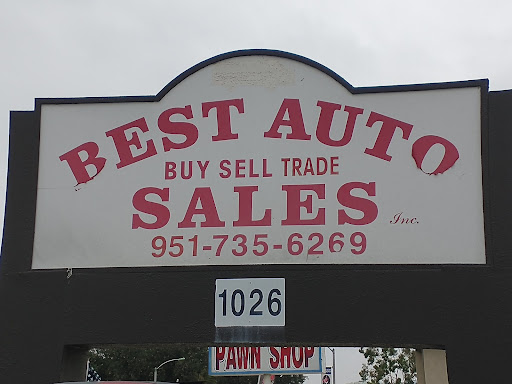 BEST AUTO
BUY SELL TRADE
SALES Inc.
951-735-6269
1026
PAWN SHOP